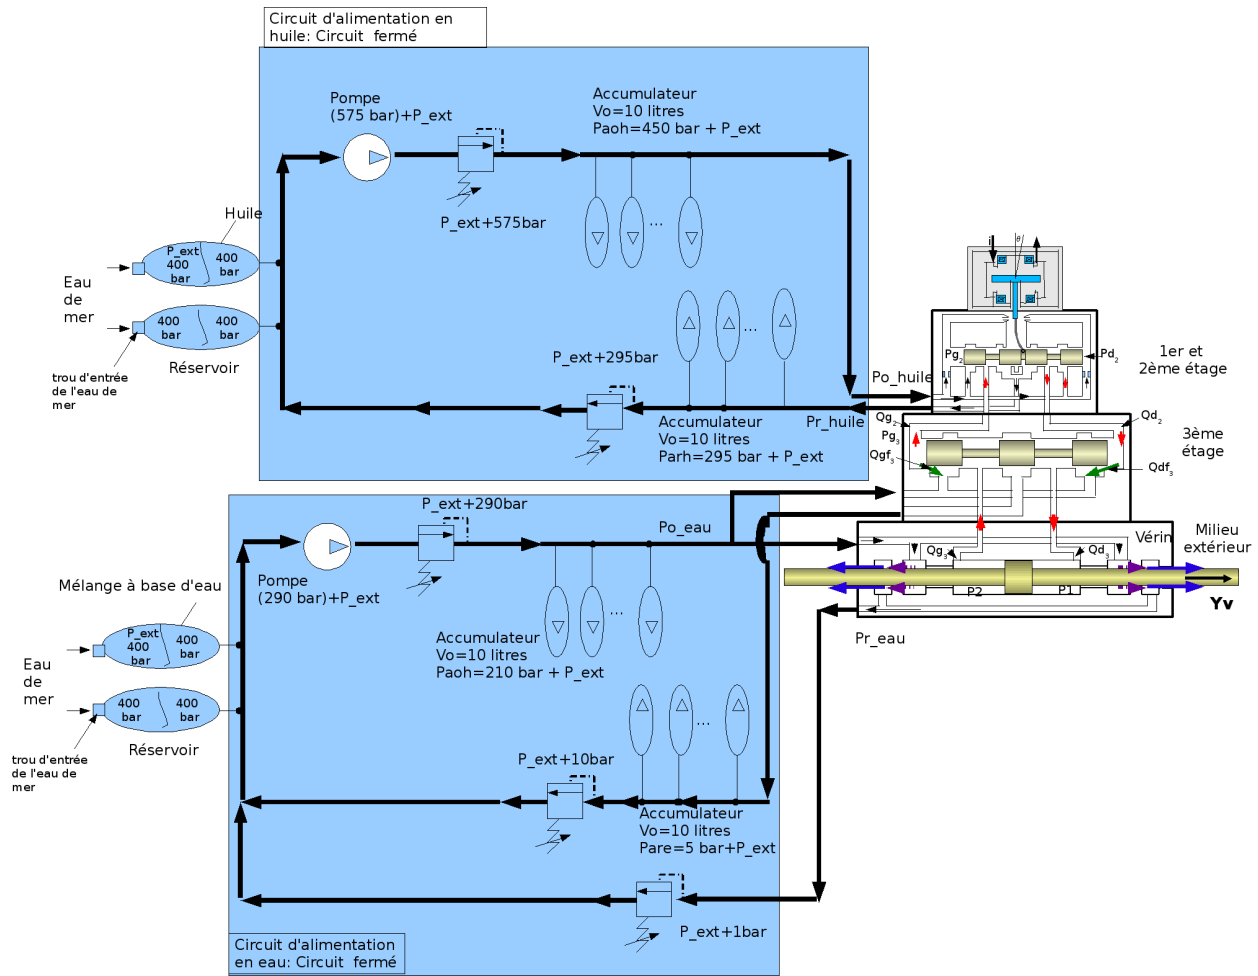 Circuit d'alimentation en
huile: Circuit  fermé
Pompe
(575 bar)+P_ext
Accumulateur
Vo=10 litres
Paoh=450 bar + P_ext
P_ext+575bar
...
Huile
P_ext
400
bar
400
bar
Eau
de
mer
400
bar
400
bar
Réservoir
trou d'entrée
de l'eau de
mer
P_ext+295bar
...
Accumulateur
Vo=10 litres
Parh=295 bar + P_ext
Po_huile
Pr_huile
i
θ
Pg2
Pd2
1er et
2ème étage
Qg2
Qd2
Pg3
Qgf3
Qdf3
3ème
étage
P_ext+290bar
Po_eau
Pompe
(290 bar)+P_ext
Accumulateur
Vo=10 litres
Paoh=210 bar + P_ext
Vérin
Milieu
extérieur
Qg3
Qd3
P2
P1
Yv
Pr_eau
Mélange à base d'eau
P_ext
400
bar
400
bar
Eau
de
mer
400
bar
400
bar
Réservoir
trou d'entrée
de l'eau de
mer
P_ext+10bar
...
Accumulateur
Vo=10 litres
Pare=5 bar+P_ext
P_ext+1bar
Circuit d'alimentation
en eau: Circuit  fermé